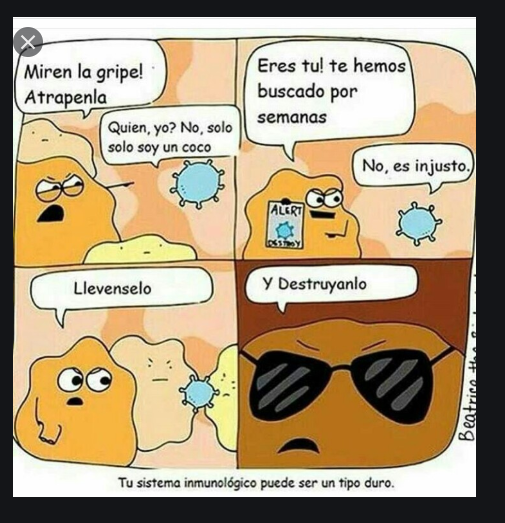 Miren la gripe!
Atrapenla
Quien, yo? No, solo
solo soy un coco
Eres tu! te hemos
buscado por
semanas
No, es injusto.
ALERT
DESTROY
Llevenselo
Y Destruyanlo
Beatrice the
Tu sistema inmunológico puede ser un tipo duro.